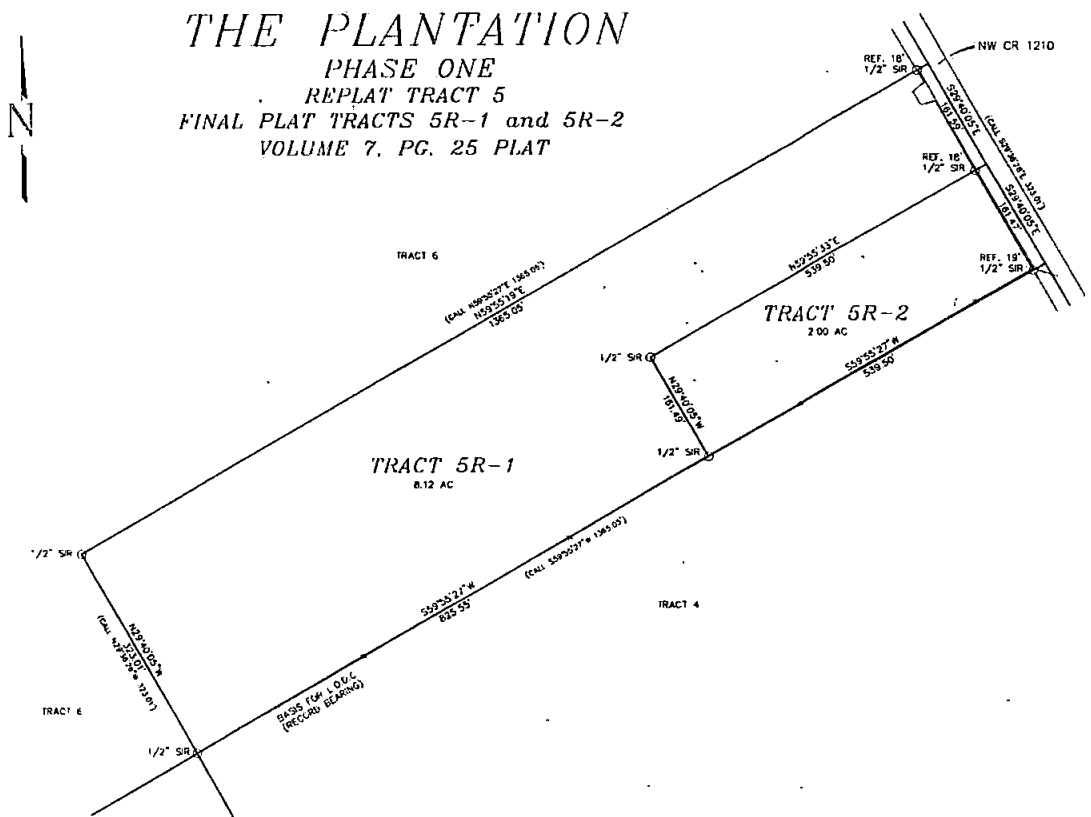 THE PLANTATION
PHASE ONE
REPLAT TRACT 5
FINAL PLAT TRACTS 5R-1 and 5R-2
VOLUME 7, PG. 25 PLAT
N
NW CR 1210
REF. 18'
1/2" SIR
S29°40'05"E
161.59'
REF. 18'
1/2" SIR
S29°40'05"E
161.47'
REF. 19'
1/2" SIR
TRACT 6
(CALL N59°55'27"E 1365.05')
N59°55'19"E
1365.05'
N59°55'33"E
539.50'
TRACT 5R-2
2.00 AC
1/2" SIR
S59°55'27"W
539.50'
N29°40'05"W
161.49'
1/2" SIR
TRACT 5R-1
8.12 AC
1/2" SIR
(CALL S59°55'27"W 1365.05')
S59°55'27"W
825.55'
TRACT 4
N29°40'05"W
323.01'
BASIS FOR
(RECORD BEARING)
TRACT 6
1/2" SIR